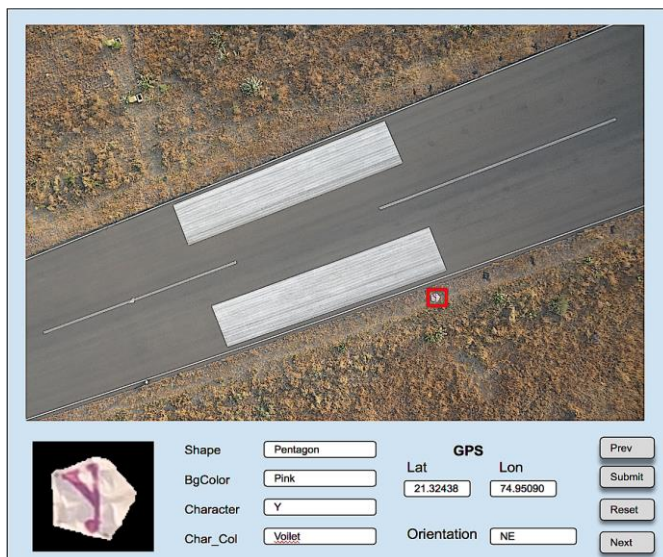 Shape Pentagon
BgColor Pink
Character Y
Char_Col Voilet
GPS
Lat Lon
21.32438 74.95090
Orientation NE
Prev
Submit
Reset
Next
Y